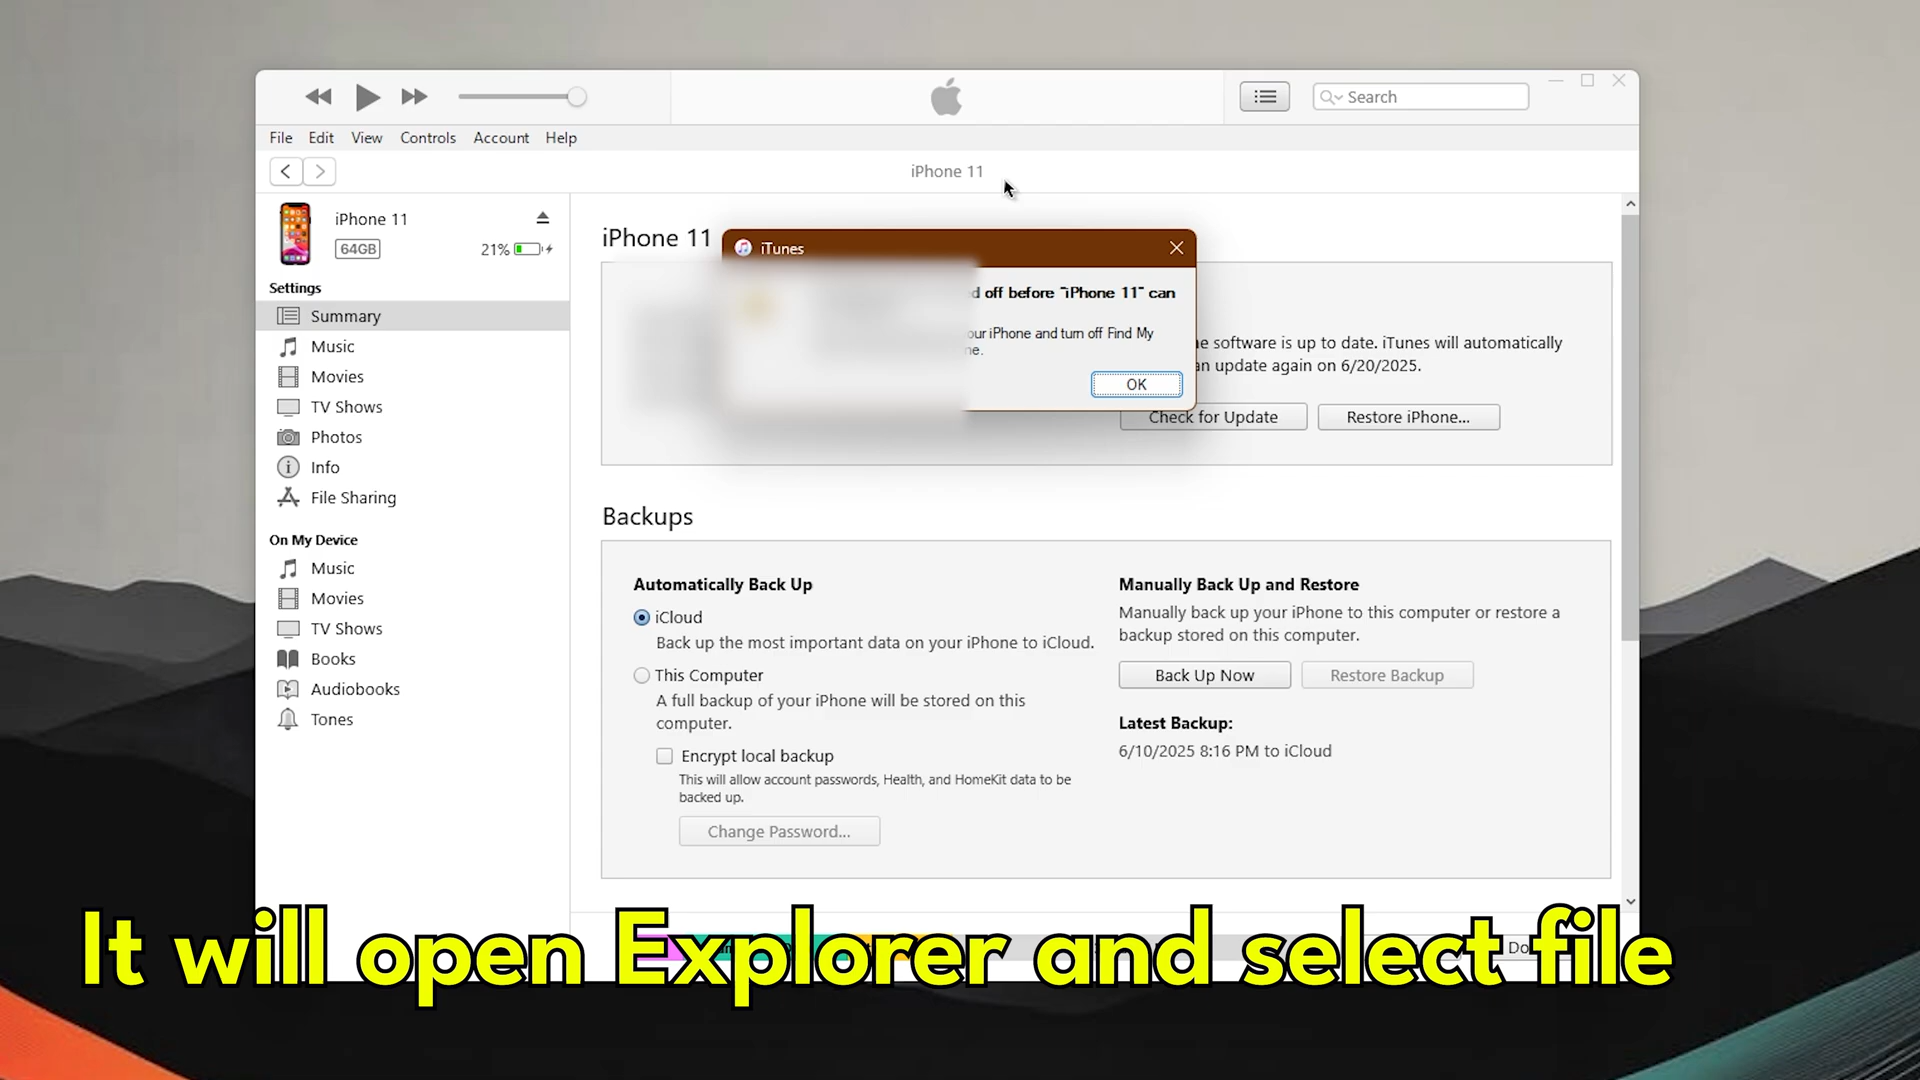 Search
File Edit View Controls Account Help
iPhone 11
iPhone 11
64GB
21%
Settings
Summary
Music
Movies
TV Shows
Photos
Info
File Sharing
On My Device
Music
Movies
TV Shows
Books
Audiobooks
Tones
iPhone 11
iTunes
off before "iPhone 11" can
iPhone and turn off Find My
OK
software is up to date. iTunes will automatically
update again on 6/20/2025.
Check for Update
Restore iPhone...
Backups
Automatically Back Up
iCloud
Back up the most important data on your iPhone to iCloud.
This Computer
A full backup of your iPhone will be stored on this
computer.
Encrypt local backup
This will allow account passwords, Health, and HomeKit data to be
backed up.
Change Password...
Manually Back Up and Restore
Manually back up your iPhone to this computer or restore a
backup stored on this computer.
Back Up Now
Restore Backup
Latest Backup:
6/10/2025 8:16 PM to iCloud
It will open Explorer and select file